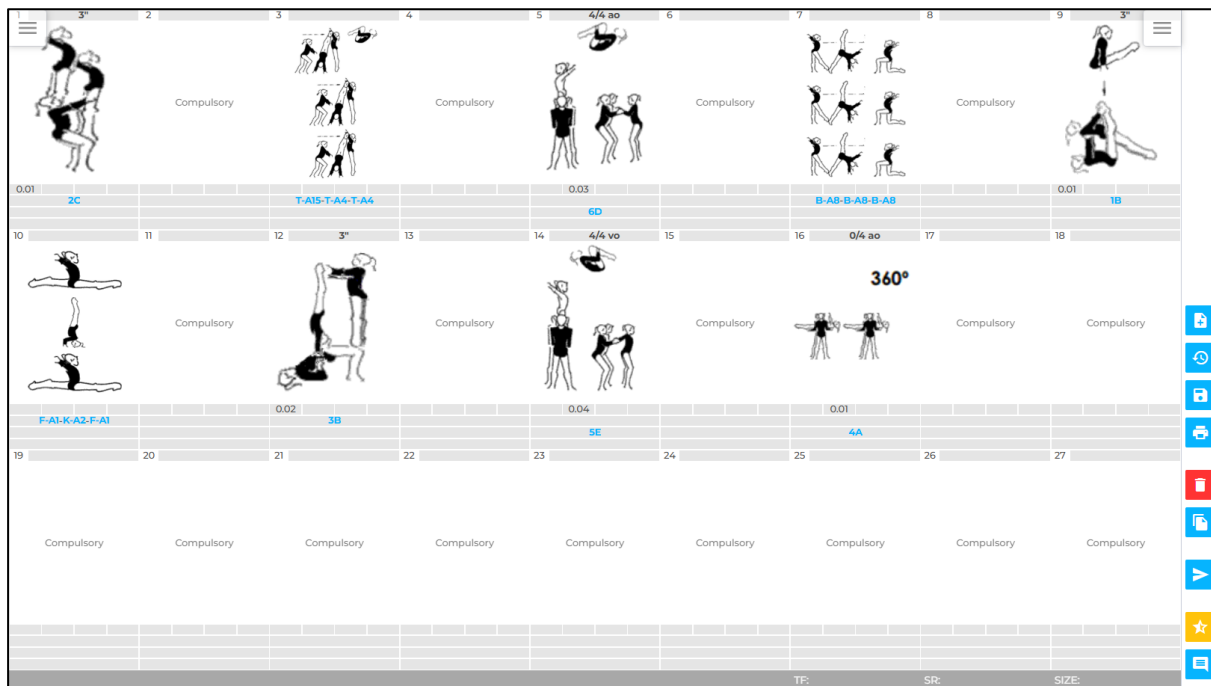 1 3" 2 3 4 5 4/4 ao 6 7 8 9 3"
Compulsory Compulsory Compulsory Compulsory
0.01 0.03 0.01
2C T-A15-T-A4-T-A4 B-A8-B-A8-B-A8 1B
6D
10 11 12 3" 13 14 4/4 vo 15 16 0/4 ao 17 18
360º
Compulsory Compulsory Compulsory Compulsory Compulsory
0.02 0.04 0.01
F-A1-K-A2-F-A1 3B
5E 4A
19 20 21 22 23 24 25 26 27
Compulsory Compulsory Compulsory Compulsory Compulsory Compulsory Compulsory Compulsory Compulsory
TF: SR: SIZE: